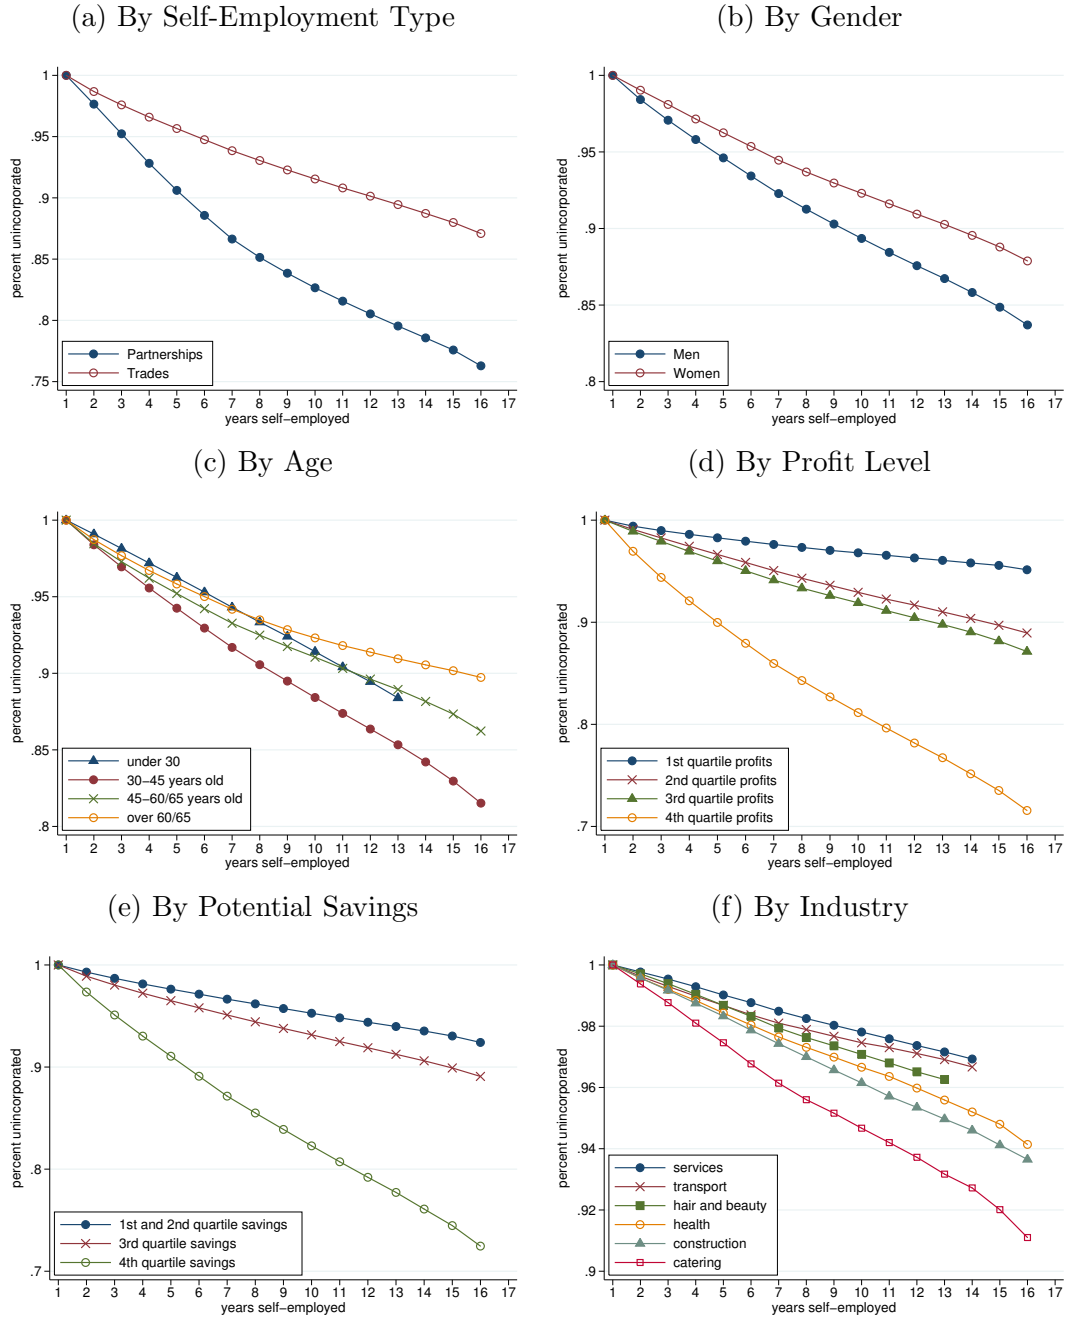 (a) By Self-Employment Type
percent unincorporated
1
.95
.9
.85
.8
.75
Partnerships
Trades
1 2 3 4 5 6 7 8 9 10 11 12 13 14 15 16 17
years self-employed
(b) By Gender
percent unincorporated
1
.95
.9
.85
.8
Men
Women
1 2 3 4 5 6 7 8 9 10 11 12 13 14 15 16 17
years self-employed
(c) By Age
percent unincorporated
1
.95
.9
.85
.8
under 30
30-45 years old
45-60/65 years old
over 60/65
1 2 3 4 5 6 7 8 9 10 11 12 13 14 15 16 17
years self-employed
(d) By Profit Level
percent unincorporated
1
.9
.8
.7
1st quartile profits
2nd quartile profits
3rd quartile profits
4th quartile profits
1 2 3 4 5 6 7 8 9 10 11 12 13 14 15 16 17
years self-employed
(e) By Potential Savings
percent unincorporated
1
.9
.8
.7
1st and 2nd quartile savings
3rd quartile savings
4th quartile savings
1 2 3 4 5 6 7 8 9 10 11 12 13 14 15 16 17
years self-employed
(f) By Industry
percent unincorporated
1
.98
.96
.94
.92
.9
services
transport
hair and beauty
health
construction
catering
1 2 3 4 5 6 7 8 9 10 11 12 13 14 15 16 17
years self-employed